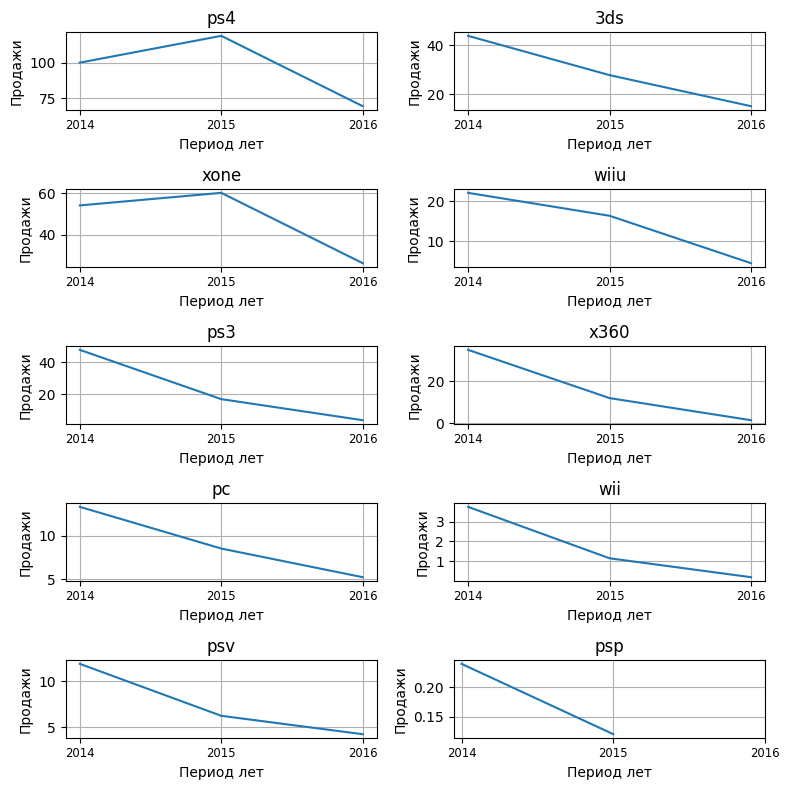 ps4
Продажи
100
75
2014 2015 2016
Период лет
3ds
Продажи
40
20
2014 2015 2016
Период лет
xone
Продажи
60
40
2014 2015 2016
Период лет
wiiu
Продажи
20
10
2014 2015 2016
Период лет
ps3
Продажи
40
20
2014 2015 2016
Период лет
x360
Продажи
20
0
2014 2015 2016
Период лет
pc
Продажи
10
5
2014 2015 2016
Период лет
wii
Продажи
3
2
1
2014 2015 2016
Период лет
psv
Продажи
10
5
2014 2015 2016
Период лет
psp
Продажи
0.20
0.15
2014 2015 2016
Период лет